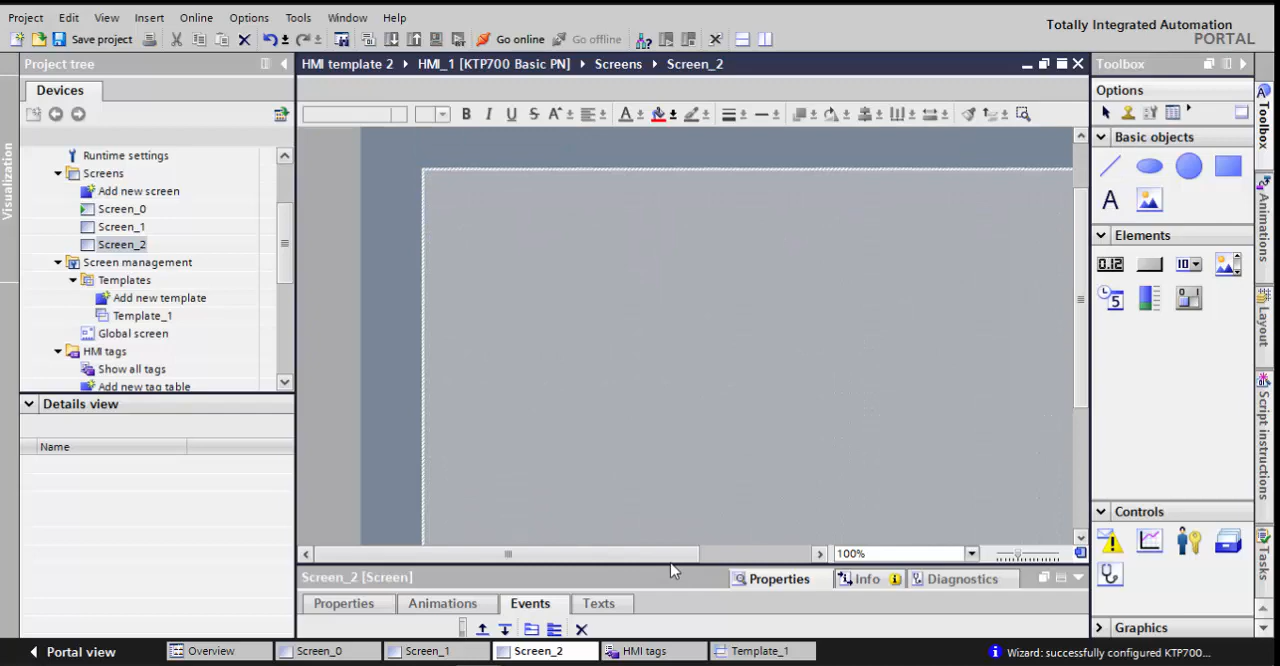 Project Edit View Insert Online Options Tools Window Help
Totally Integrated Automation
PORTAL
Save project Go online Go offline
Project tree
HMI template 2 HMI_1 [KTP700 Basic PN] Screens Screen_2
Toolbox
Devices
Options
Visualization
Basic objects
Runtime settings
Screens
Add new screen
Screen_0
Screen_1
Screen_2
Screen management
Templates
Add new template
Template_1
Global screen
HMI tags
Show all tags
Add new tag table
A
Elements
0.12
10
5
Details view
Name
100%
Controls
Screen_2 [Screen]
Properties Info Diagnostics
Properties Animations Events Texts
Graphics
Toolbox
Animations
Layout
Script instructions
Tasks
Portal view Overview Screen_0 Screen_1 Screen_2 HMI tags Template_1 Wizard: successfully configured KTP700...